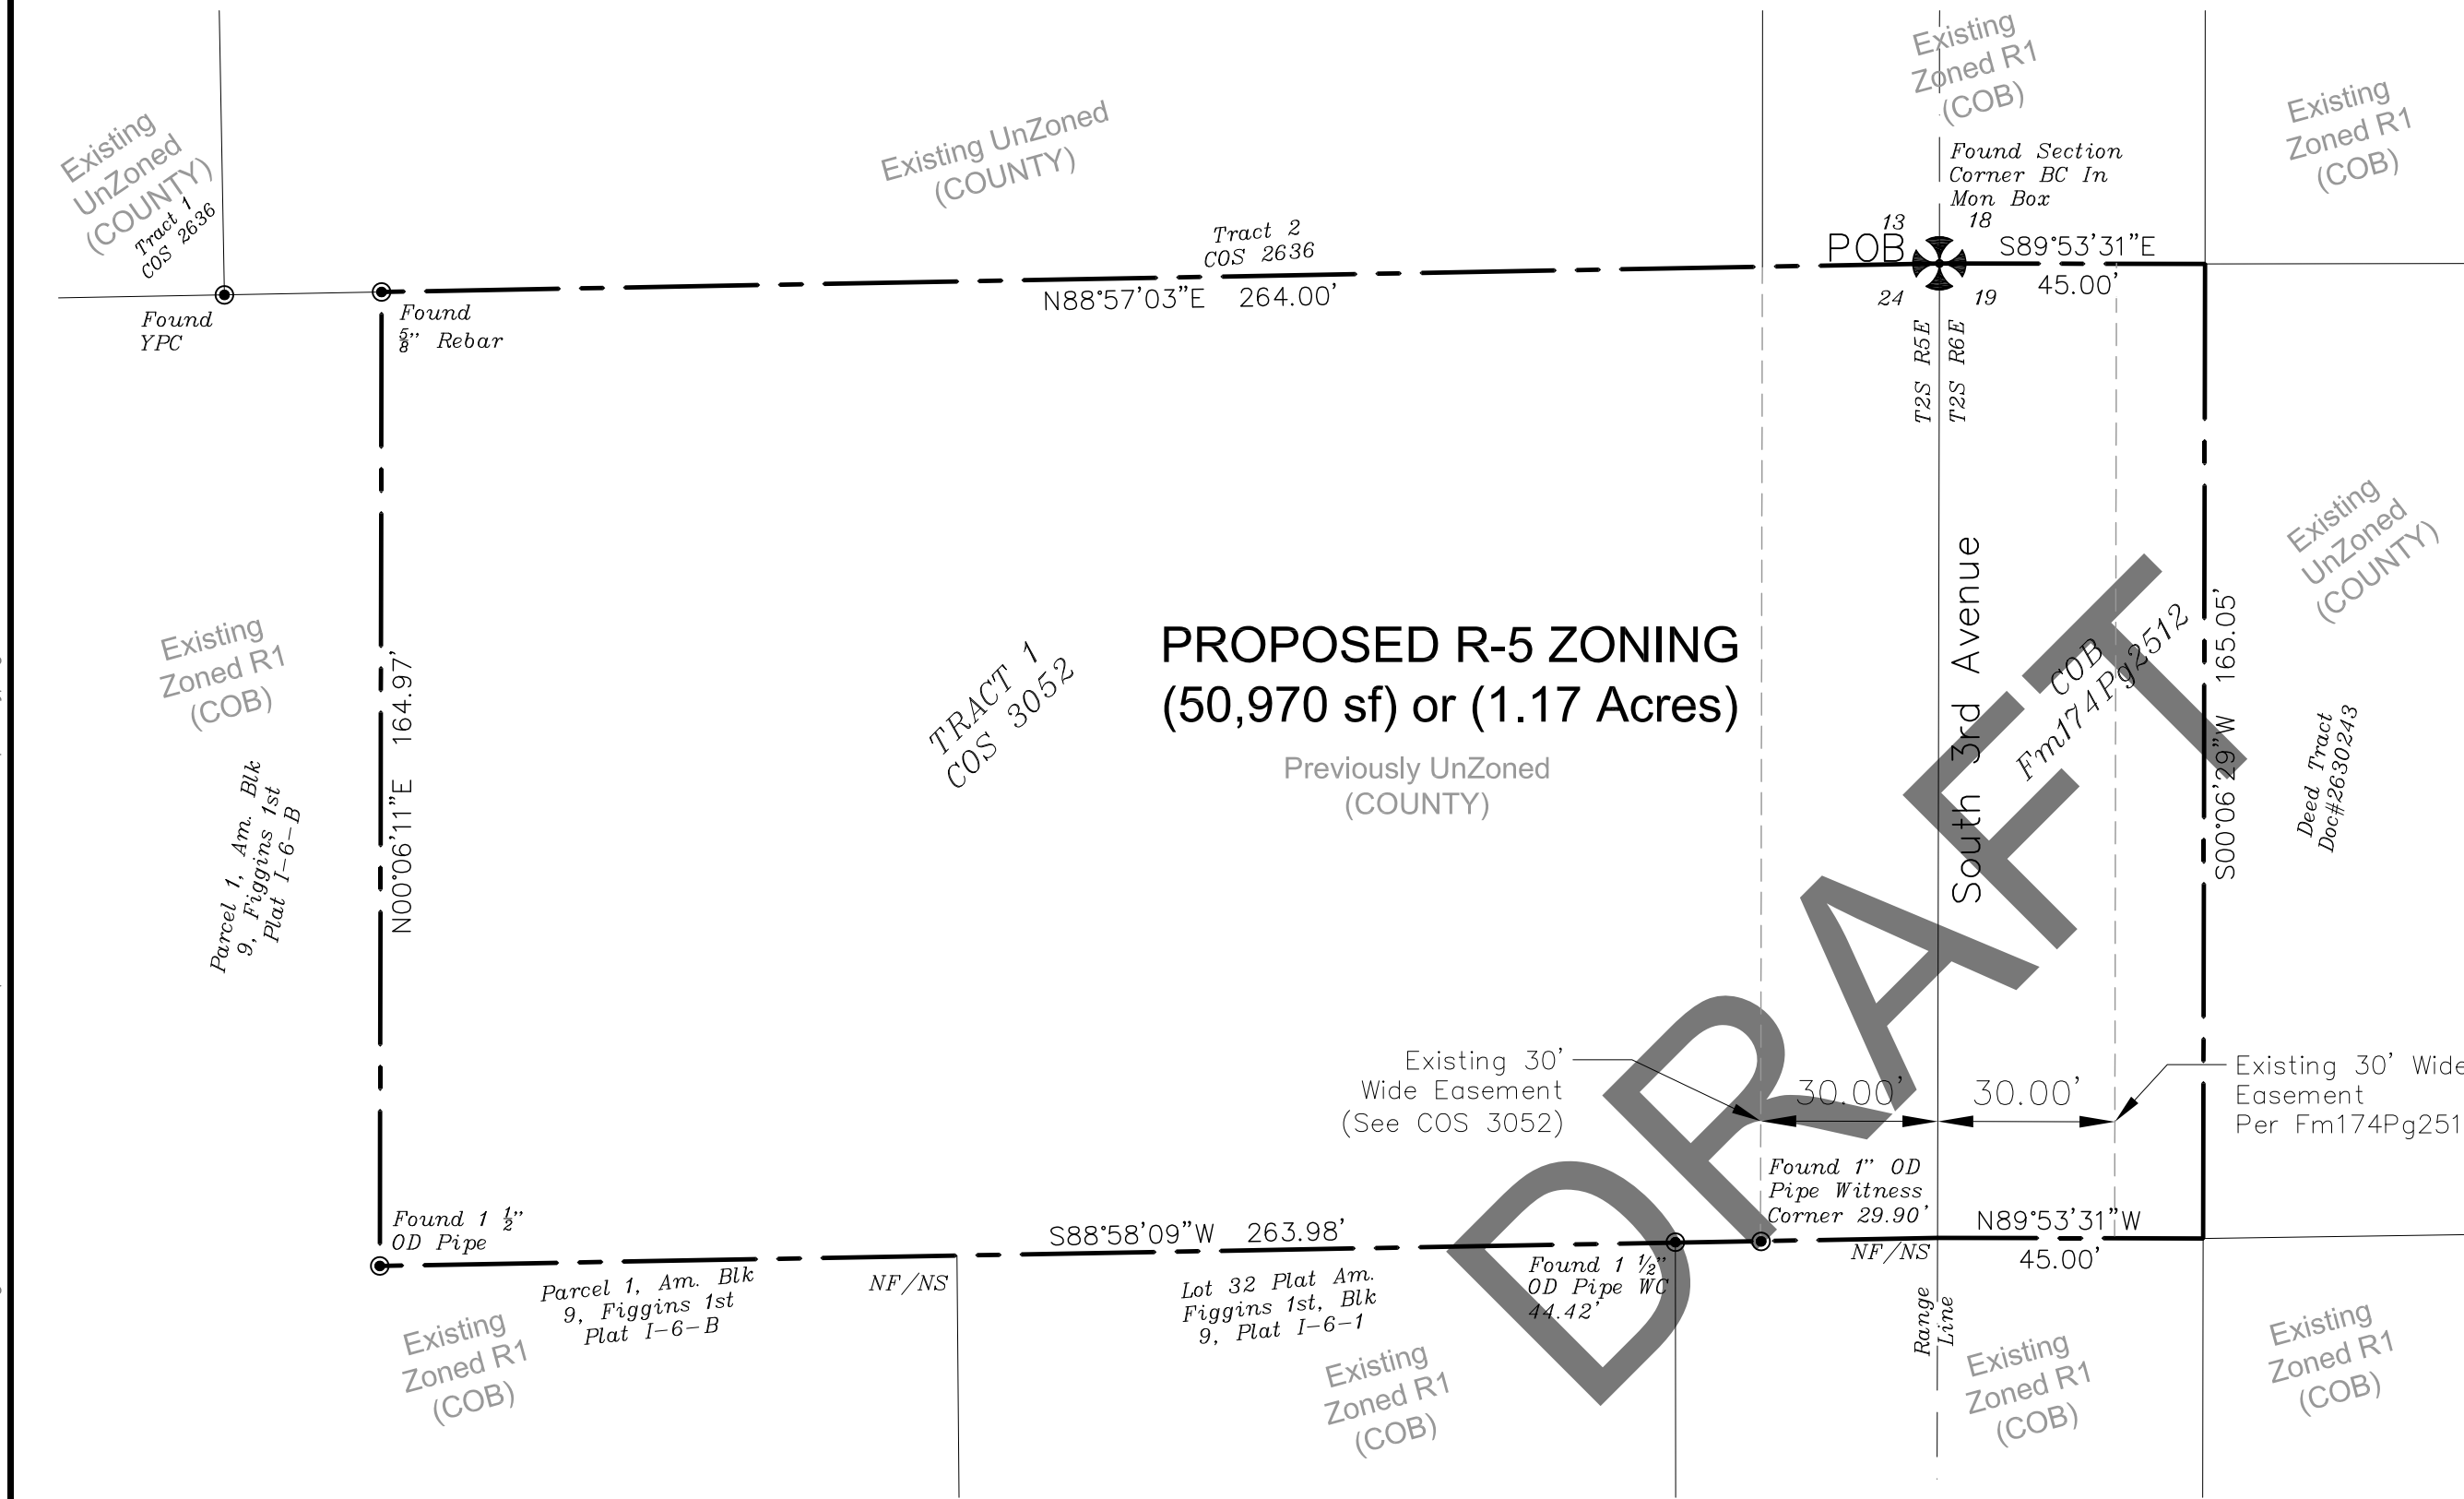 Existing
UnZoned
(COUNTY)
Tract 1
COS 2636
Existing UnZoned
(COUNTY)
Existing
Zoned R1
(COB)
Existing
Zoned R1
(COB)
Found Section
Corner BC In
Mon Box
Tract 2
COS 2636
13
18
POB
S89°53'31"E
45.00'
24
19
N88°57'03"E 264.00'
Found
YPC
Found
5/8" Rebar
T2S R5E
T2S R6E
Existing
UnZoned
(COUNTY)
Existing
Zoned R1
(COB)
N00°06'11"E 164.97'
Parcel 1, Am. Blk
9, Figgins 1st
Plat I-6-B
TRACT 1
COS 3052
PROPOSED R-5 ZONING
(50,970 sf) or (1.17 Acres)
Previously UnZoned
(COUNTY)
South 3rd Avenue
COB
Fm174Pg2512
S00°06'29"W 165.05'
Deed Tract
Doc#2630243
DRAFT
Existing 30'
Wide Easement
(See COS 3052)
30.00'
30.00'
Existing 30' Wide
Easement
Per Fm174Pg251
Found 1" OD
Pipe Witness
Corner 29.90'
Found 1 1/2"
OD Pipe
S88°58'09"W 263.98'
N89°53'31"W
45.00'
NF/NS
Parcel 1, Am. Blk
9, Figgins 1st
Plat I-6-B
NF/NS
Lot 32 Plat Am.
Figgins 1st, Blk
9, Plat I-6-1
Found 1 ½"
OD Pipe WC
44.42'
Range
Line
Existing
Zoned R1
(COB)
Existing
Zoned R1
(COB)
Existing
Zoned R1
(COB)
Existing
Zoned R1
(COB)